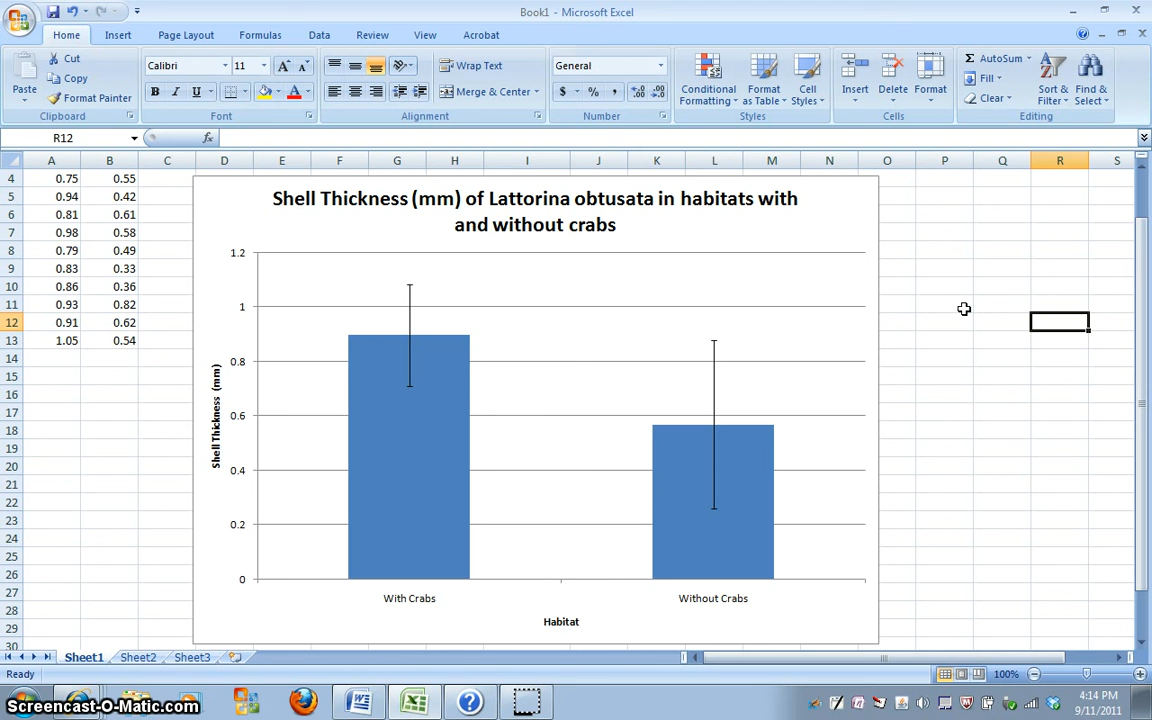 Book1 - Microsoft Excel
Home Insert Page Layout Formulas Data Review View Acrobat
Paste
Cut
Copy
Format Painter
Clipboard
Calibri 11
B I U
Font
Wrap Text
Merge & Center
Alignment
General
$ % ,
Number
Conditional Formatting
Format as Table
Cell Styles
Styles
Insert Delete Format
Cells
AutoSum
Fill
Clear
Sort & Filter
Find & Select
Editing
R12 fx
A B C D E F G H I J K L M N O P Q R S
4 0.75 0.55
5 0.94 0.42
6 0.81 0.61
7 0.98 0.58
8 0.79 0.49
9 0.83 0.33
10 0.86 0.36
11 0.93 0.82
12 0.91 0.62
13 1.05 0.54
14
15
16
17
18
19
20
21
22
23
24
25
26
27
28
29
30
Shell Thickness (mm) of Lattorina obtusata in habitats with
and without crabs
1.2
1
0.8
0.6
0.4
0.2
0
Shell Thickness (mm)
With Crabs Without Crabs
Habitat
Sheet1 Sheet2 Sheet3
Ready 100%
Screencast-O-Matic.com
4:14 PM
9/11/2011